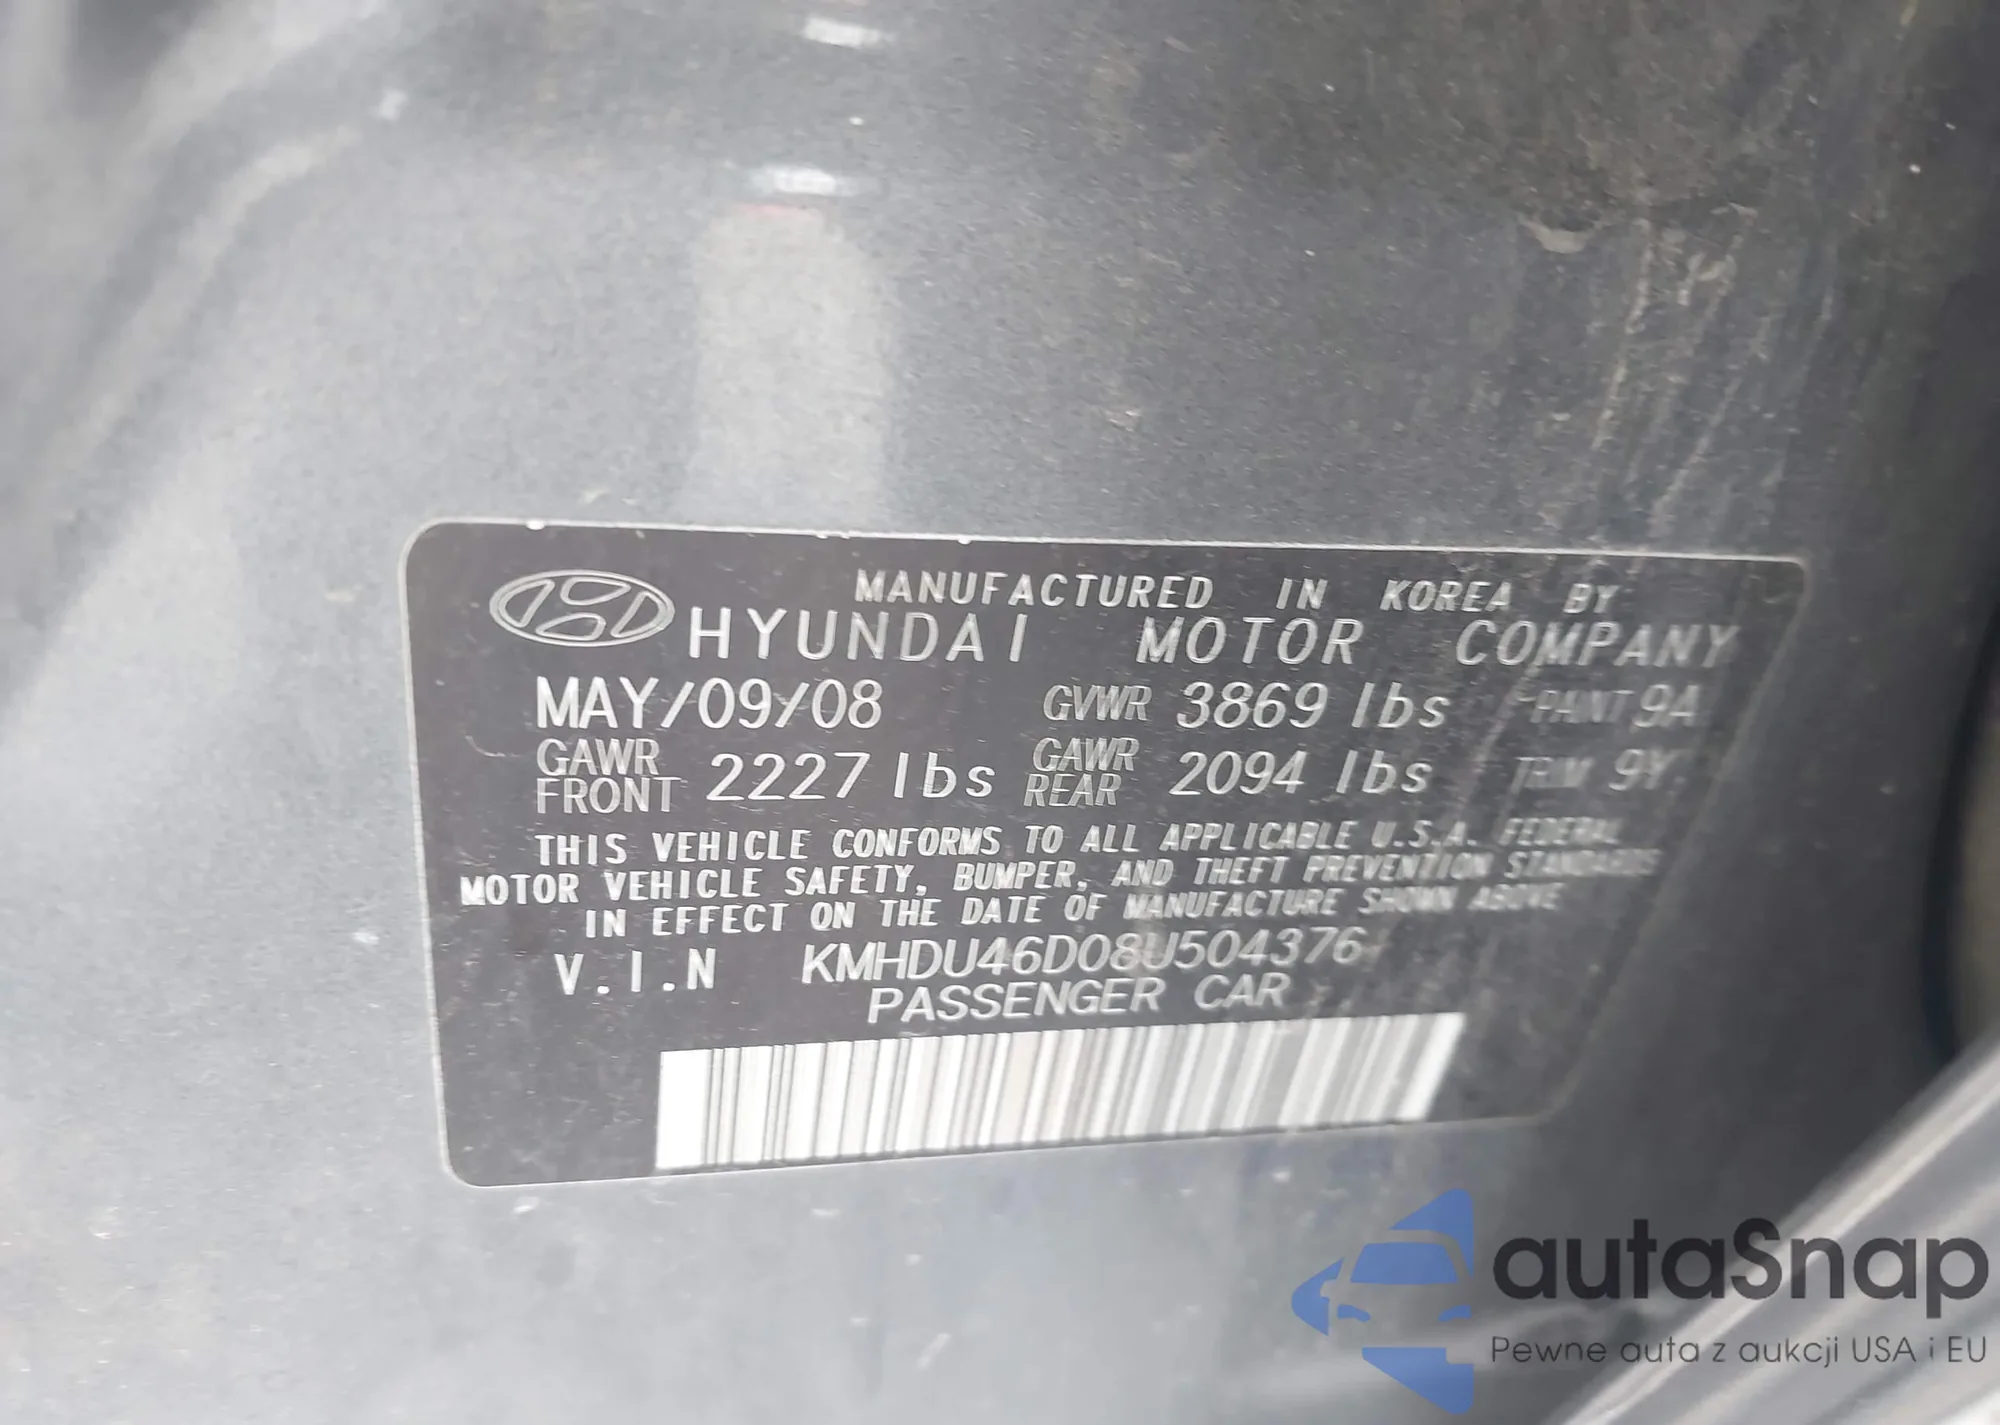 MANUFACTURED IN KOREA BY
HYUNDAI MOTOR COMPANY
MAY/09/08 GVWR 3869 lbs PAINT 9A
GAWR FRONT 2227 lbs GAWR REAR 2094 lbs TRIM 9Y
THIS VEHICLE CONFORMS TO ALL APPLICABLE U.S.A. FEDERAL
MOTOR VEHICLE SAFETY, BUMPER, AND THEFT PREVENTION STANDARDS
IN EFFECT ON THE DATE OF MANUFACTURE SHOWN ABOVE
V.I.N KMHDU46D08U504376
PASSENGER CAR
autaSnap
Pewne auta z aukcji USA i EU